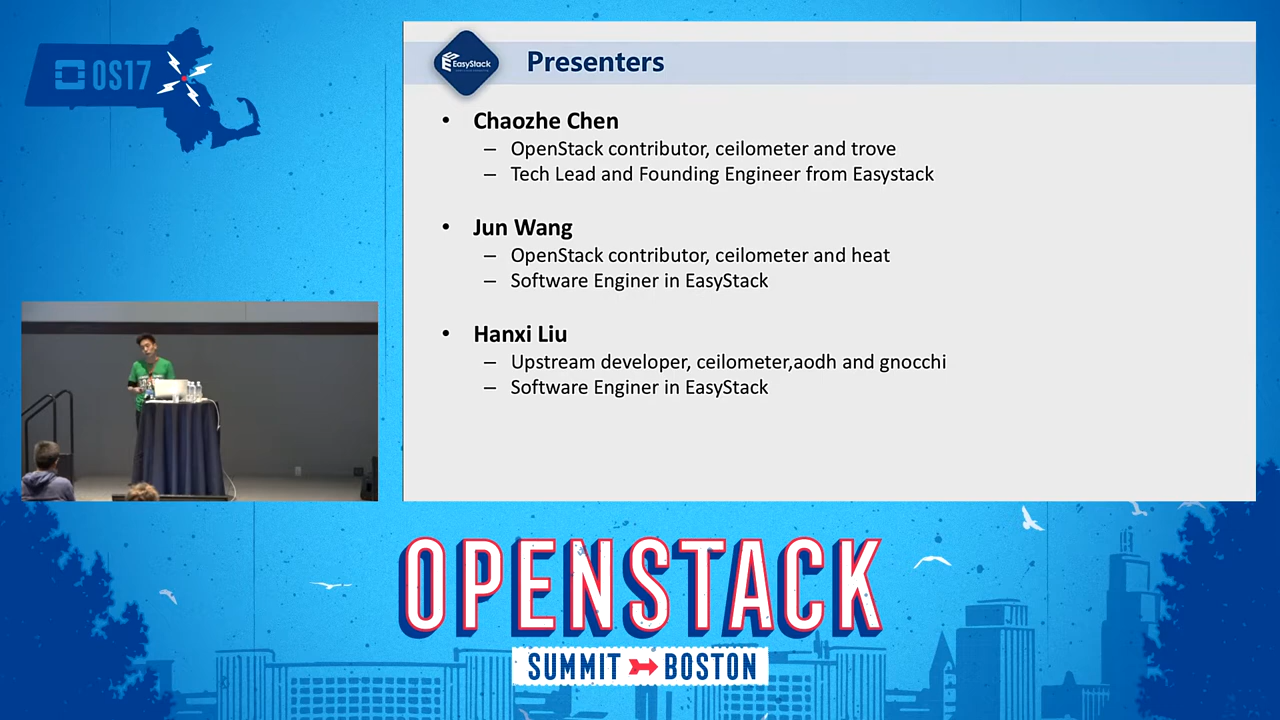 OS17
EasyStack
Presenters
• Chaozhe Chen
– OpenStack contributor, ceilometer and trove
– Tech Lead and Founding Engineer from Easystack
• Jun Wang
– OpenStack contributor, ceilometer and heat
– Software Enginer in EasyStack
• Hanxi Liu
– Upstream developer, ceilometer,aodh and gnocchi
– Software Enginer in EasyStack
OPENSTACK
SUMMIT BOSTON